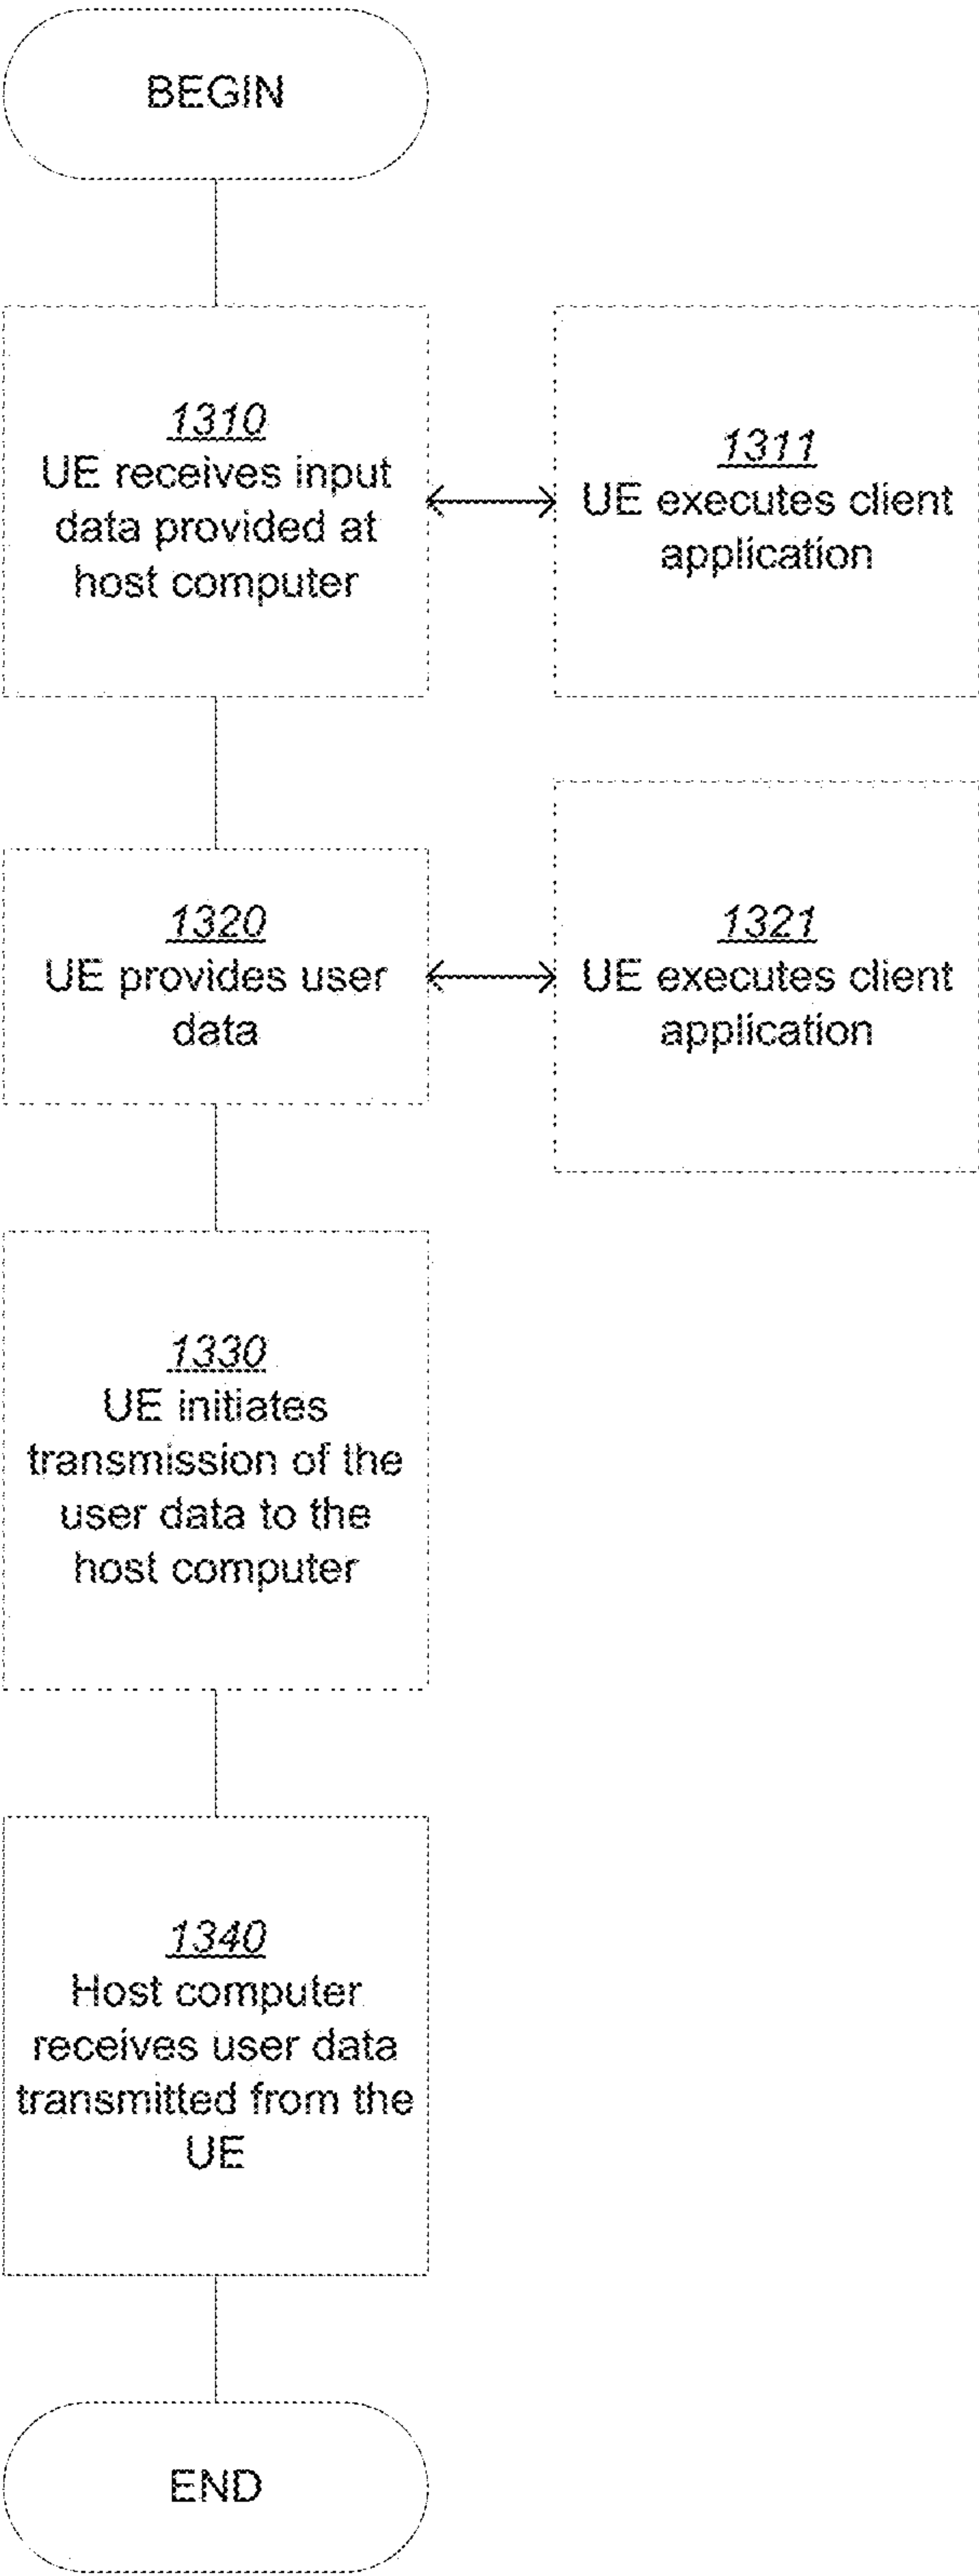 BEGIN
1310
UE receives input
data provided at
host computer
1311
UE executes client
application
1320
UE provides user
data
1321
UE executes client
application
1330
UE initiates
transmission of the
user data to the
host computer
1340
Host computer
receives user data
transmitted from the
UE
END